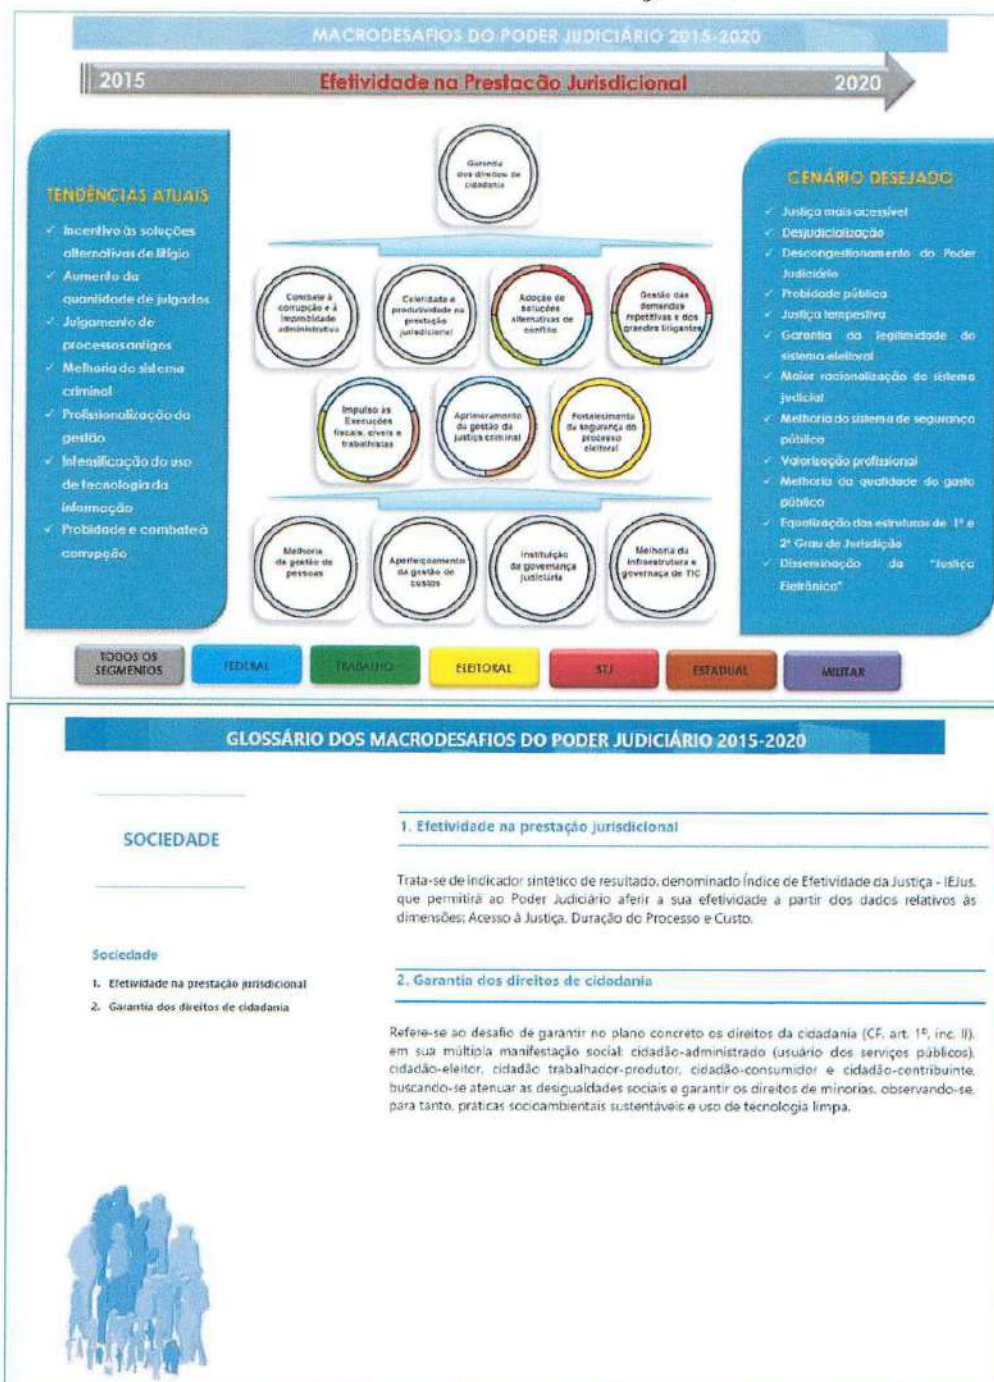 MACRODESAFIOS DO PODER JUDICIÁRIO 2015-2020
2015
Efetividade na Prestação Jurisdicional
2020
TENDÊNCIAS ATUAIS
✓ Incentivo às soluções
alternativas de litígio
✓ Aumento da
quantidade de julgados
✓ Julgamento de
processos antigos
✓ Melhoria do sistema
criminal
✓ Profissionalização da
gestão
✓ Intensificação do uso
de tecnologia da
informação
✓ Probidade e combate à
corrupção
Garantia
dos direitos de
cidadania
Combate à
corrupção e à
improbidade
administrativa
Celeridade e
produtividade na
prestação
jurisdicional
Adoção de
soluções
alternativas de
conflito
Gestão das
demandas
repetitivas e dos
grandes litigantes
Impulso às
Execuções
fiscais, cíveis e
trabalhistas
Aprimoramento
da gestão da
justiça criminal
Fortalecimento
da segurança do
processo
eleitoral
Melhoria
da gestão de
pessoas
Aperfeiçoamento
da gestão de
custos
Instituição
da governança
judiciária
Melhoria da
infraestrutura e
governaça de TIC
CENÁRIO DESEJADO
✓ Justiça mais acessível
✓ Desjudicialização
✓ Descongestionamento do Poder
Judiciário
✓ Probidade pública
✓ Justiça tempestiva
✓ Garantia da legitimidade do
sistema eleitoral
✓ Maior racionalização do sistema
judicial
✓ Melhoria do sistema de segurança
pública
✓ Valorização profissional
✓ Melhoria da qualidade do gasto
público
✓ Equalização das estruturas de 1º e
2º Grau de Jurisdição
✓ Disseminação da "Justiça
Eletrônica"
TODOS OS
SEGMENTOS
FEDERAL
TRABALHO
ELEITORAL
STJ
ESTADUAL
MILITAR
GLOSSÁRIO DOS MACRODESAFIOS DO PODER JUDICIÁRIO 2015-2020
SOCIEDADE
Sociedade
1. Efetividade na prestação jurisdicional
2. Garantia dos direitos de cidadania
1. Efetividade na prestação jurisdicional
Trata-se de indicador sintético de resultado, denominado Índice de Efetividade da Justiça - IEJus,
que permitirá ao Poder Judiciário aferir a sua efetividade a partir dos dados relativos às
dimensões: Acesso à Justiça, Duração do Processo e Custo.
2. Garantia dos direitos de cidadania
Refere-se ao desafio de garantir no plano concreto os direitos da cidadania (CF, art. 1º, inc. II),
em sua múltipla manifestação social: cidadão-administrado (usuário dos serviços públicos),
cidadão-eleitor, cidadão trabalhador-produtor, cidadão-consumidor e cidadão-contribuinte,
buscando-se atenuar as desigualdades sociais e garantir os direitos de minorias, observando-se,
para tanto, práticas socioambientais sustentáveis e uso de tecnologia limpa.